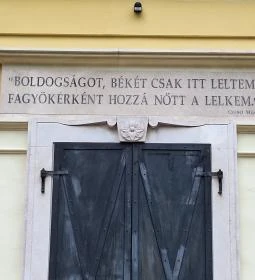 "BOLDOGSÁGOT, BÉKÉT CSAK ITT LELTEM
FAGYÖKÉRKÉNT HOZZÁ NŐTT A LELKEM."